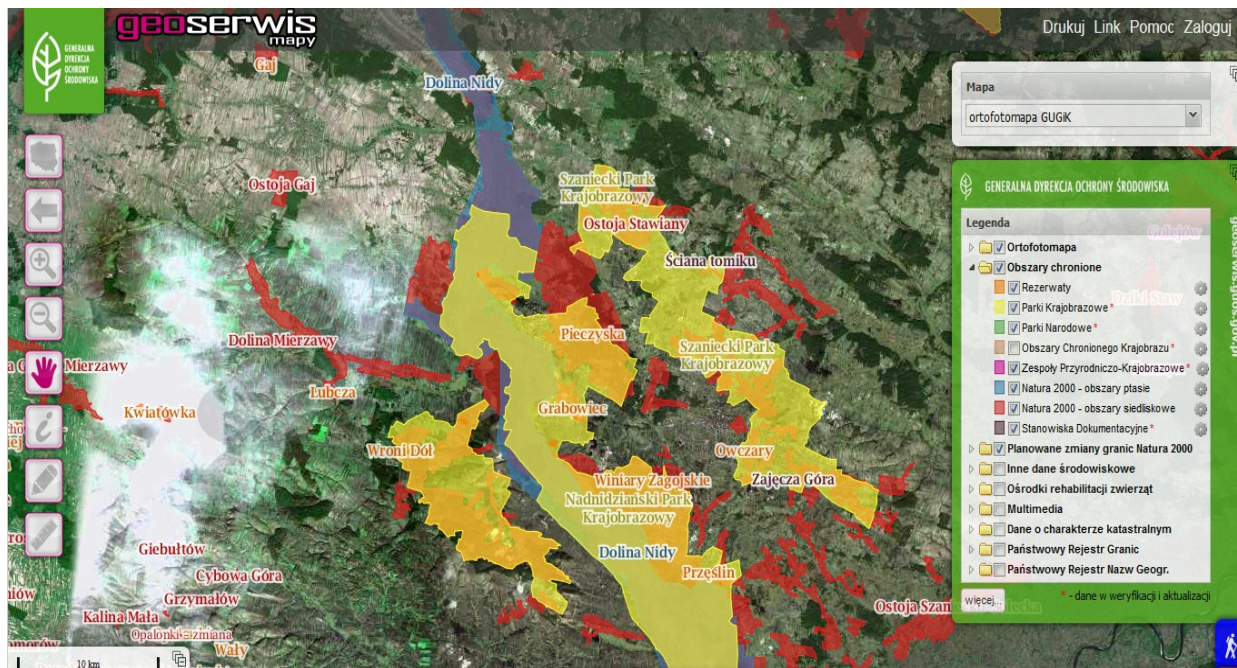 GENERALNA
DYREKCJA
OCHRONY
ŚRODOWISKA
geoserwis
mapy
Drukuj Link Pomoc Zaloguj
Gaj
Dolina Nidy
Ostoja Gaj
Szaniecki Park
Krajobrazowy
Ostoja Stawiany
Ściana tomiku
Dolina Mierzawy
Mierzawy
Pieczyska
Szaniecki Park
Krajobrazowy
Lubcza
Kwiatówka
Grabowiec
Wroni Dół
Owczary
Winiary Zagojskie
Zajęcza Góra
Nadnidziański Park
Krajobrazowy
Dolina Nidy
Giebułtów
Przęślin
Cybowa Góra
Grzymałów
Kalina Mała
Opalonki-zmiana
Wały
10 km
Mapa
ortofotomapa GUGiK
GENERALNA DYREKCJA OCHRONY ŚRODOWISKA
Legenda
Ortofotomapa
Obszary chronione
Rezerwaty
Parki Krajobrazowe *
Parki Narodowe *
Obszary Chronionego Krajobrazu *
Zespoły Przyrodniczo-Krajobrazowe *
Natura 2000 - obszary ptasie
Natura 2000 - obszary siedliskowe
Stanowiska Dokumentacyjne *
Planowane zmiany granic Natura 2000
Inne dane środowiskowe
Ośrodki rehabilitacji zwierząt
Multimedia
Dane o charakterze katastralnym
Państwowy Rejestr Granic
Państwowy Rejestr Nazw Geogr.
więcej...
* - dane w weryfikacji i aktualizacji
Dziki Staw
geoserwis.gdos.gov.pl